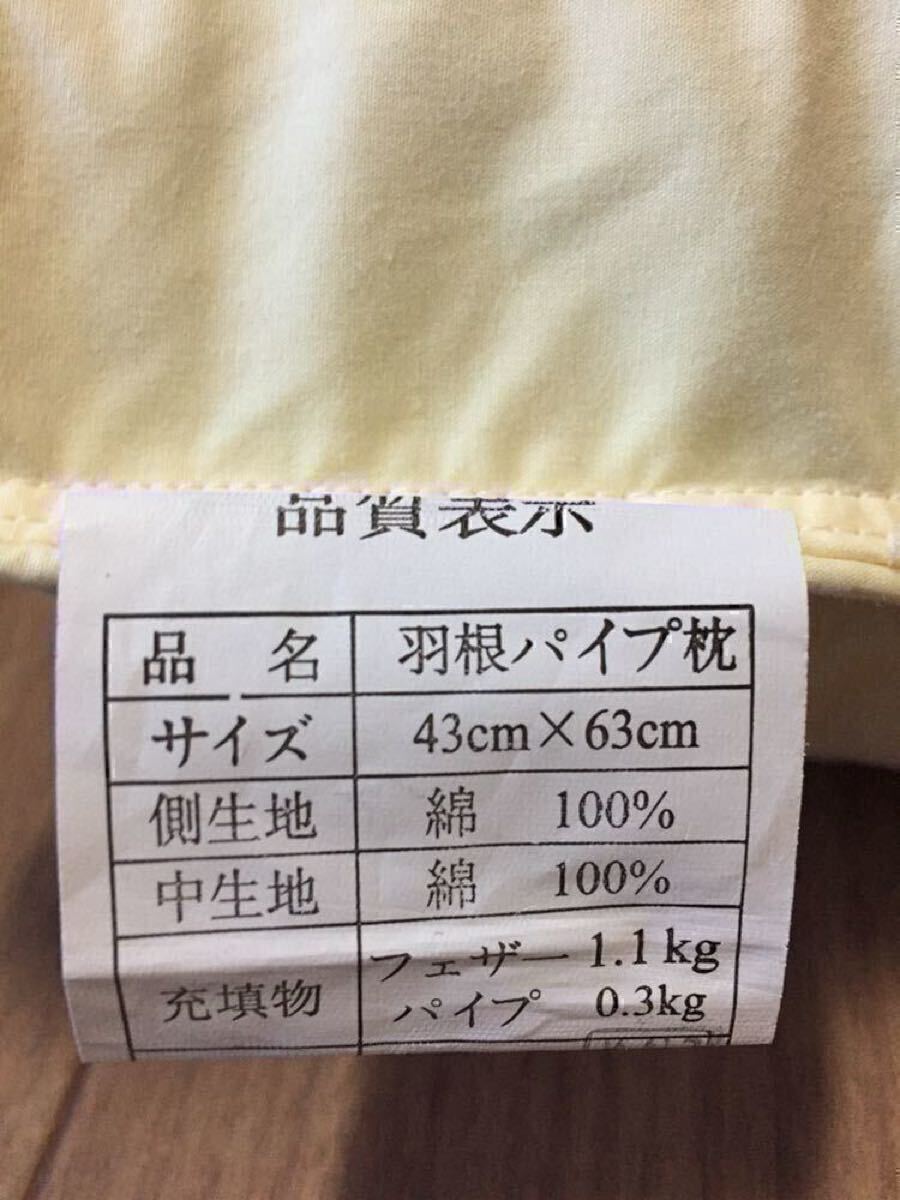 品質表示
品 名 羽根パイプ枕
サイズ 43cm×63cm
側生地 綿 100%
中生地 綿 100%
充填物 フェザー 1.1kg
パイプ 0.3kg